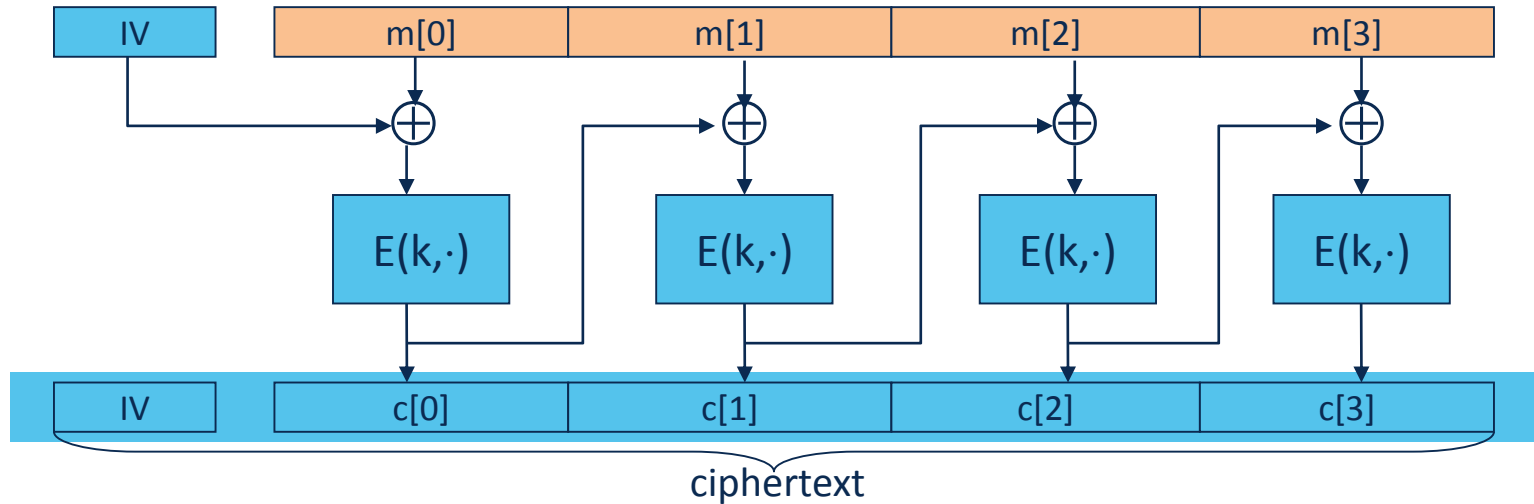 IV m[0] m[1] m[2] m[3]
E(k,·) E(k,·) E(k,·) E(k,·)
IV c[0] c[1] c[2] c[3]
ciphertext